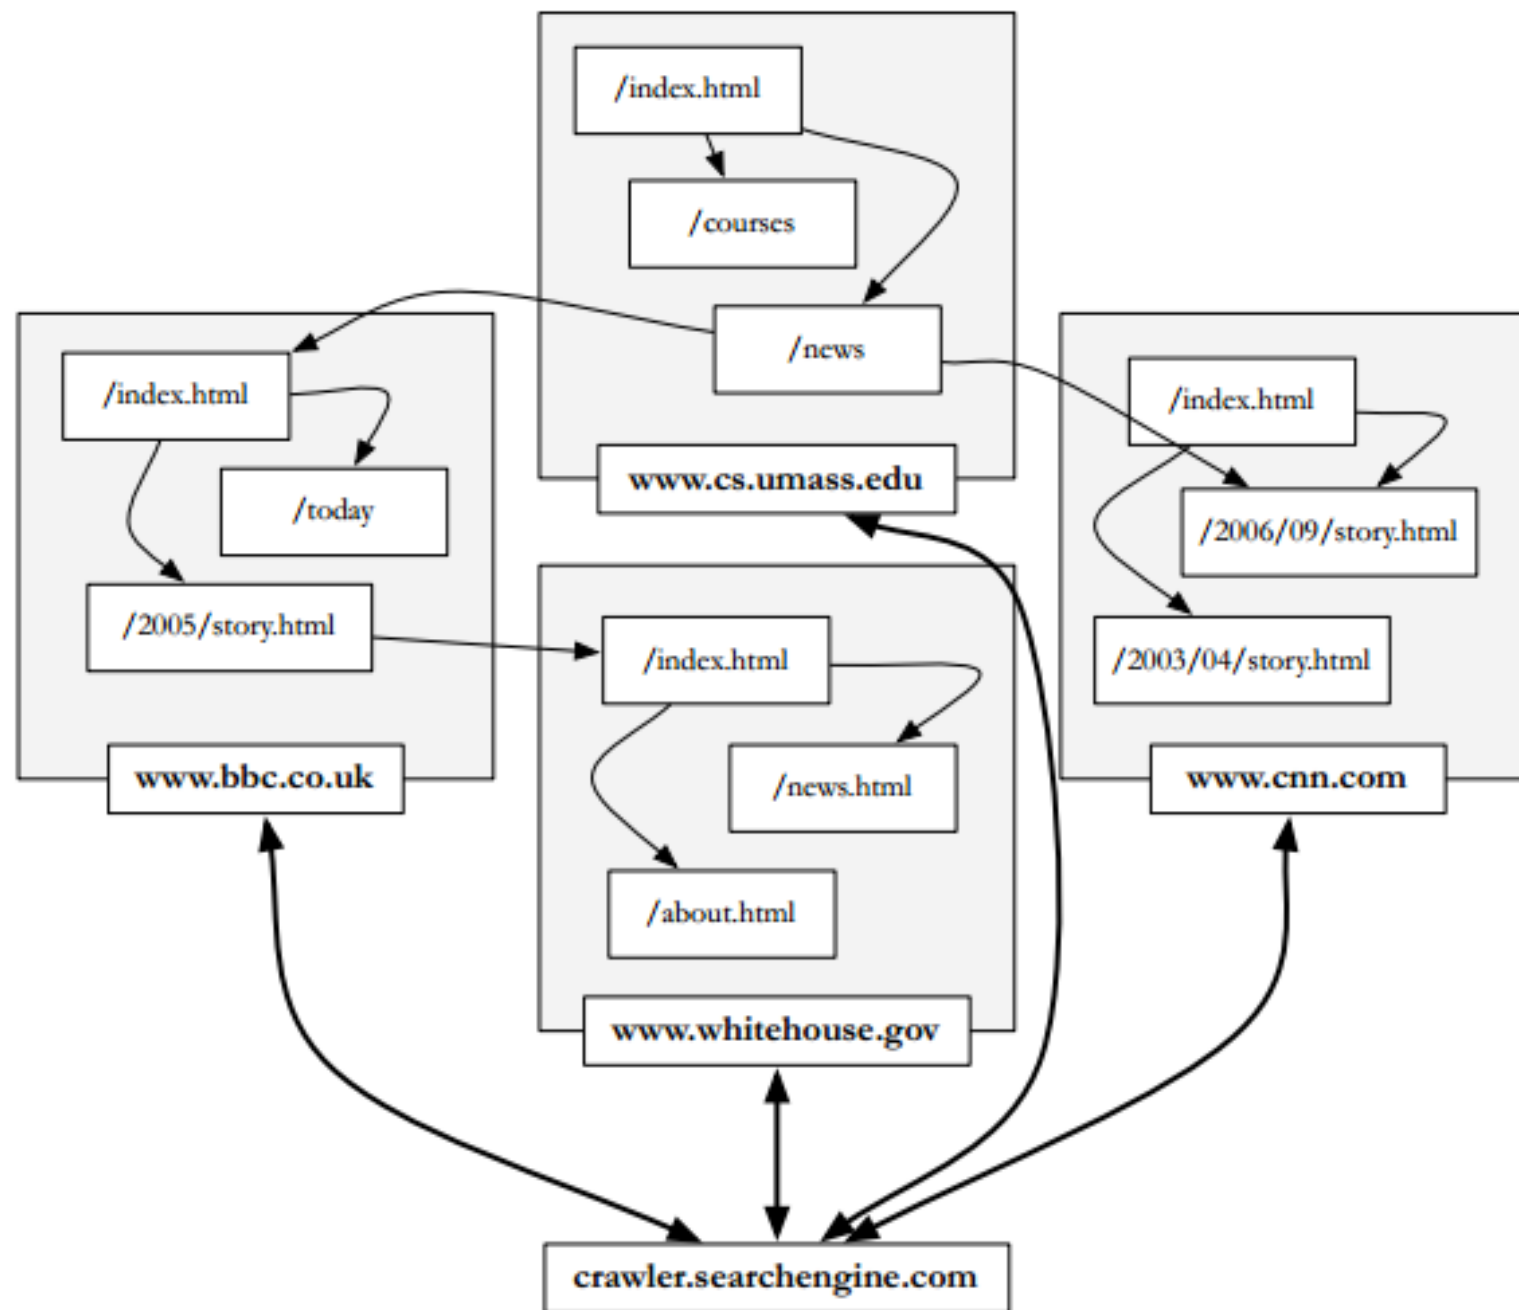 /index.html
/courses
/news
www.cs.umass.edu
/index.html
/today
/2005/story.html
www.bbc.co.uk
/index.html
/2006/09/story.html
/2003/04/story.html
www.cnn.com
/index.html
/news.html
/about.html
www.whitehouse.gov
crawler.searchengine.com